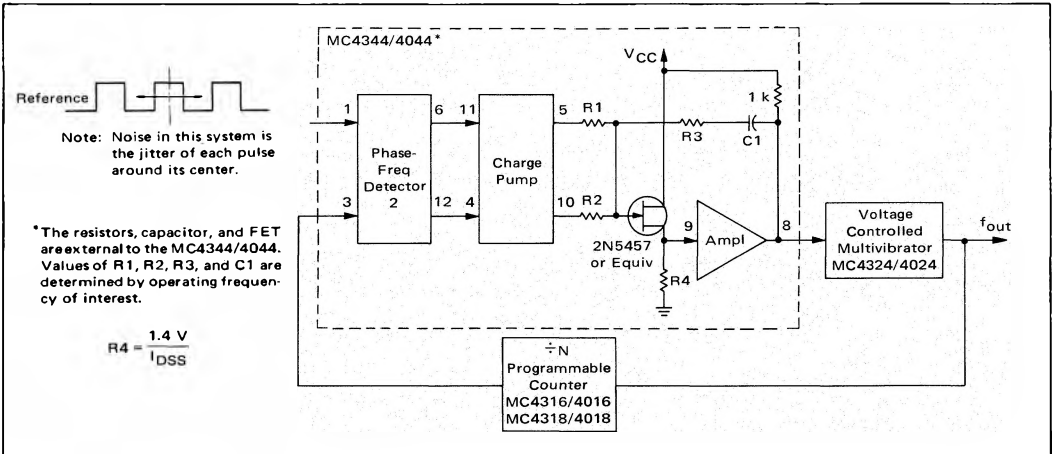 MC4344/4044*
VCC
1 k
Reference
1
6
11
5
R1
R3
C1
Note: Noise in this system is
the jitter of each pulse
around its center.
Phase-
Freq
Detector
2
Charge
Pump
3
12
4
10
R2
9
Ampl
8
Voltage
Controlled
Multivibrator
MC4324/4024
fout
2N5457
or Equiv
R4
*The resistors, capacitor, and FET
are external to the MC4344/4044.
Values of R1, R2, R3, and C1 are
determined by operating frequen-
cy of interest.
R4 = 1.4 V
IDSS
÷N
Programmable
Counter
MC4316/4016
MC4318/4018